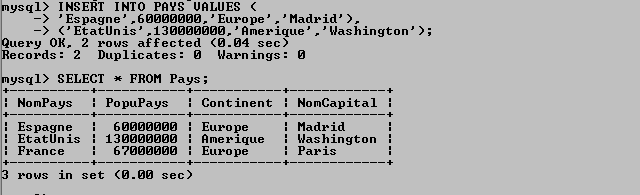 mysql> INSERT INTO PAYS VALUES (
    -> 'Espagne',60000000,'Europe','Madrid'),
    -> ('EtatUnis',130000000,'Amerique','Washington');
Query OK, 2 rows affected (0.04 sec)
Records: 2  Duplicates: 0  Warnings: 0
mysql> SELECT * FROM Pays;
+----------+-----------+-----------+------------+
| NomPays  | PopuPays  | Continent | NomCapital |
+----------+-----------+-----------+------------+
| Espagne  |  60000000 | Europe    | Madrid     |
| EtatUnis | 130000000 | Amerique  | Washington |
| France   |  67000000 | Europe    | Paris      |
+----------+-----------+-----------+------------+
3 rows in set (0.00 sec)